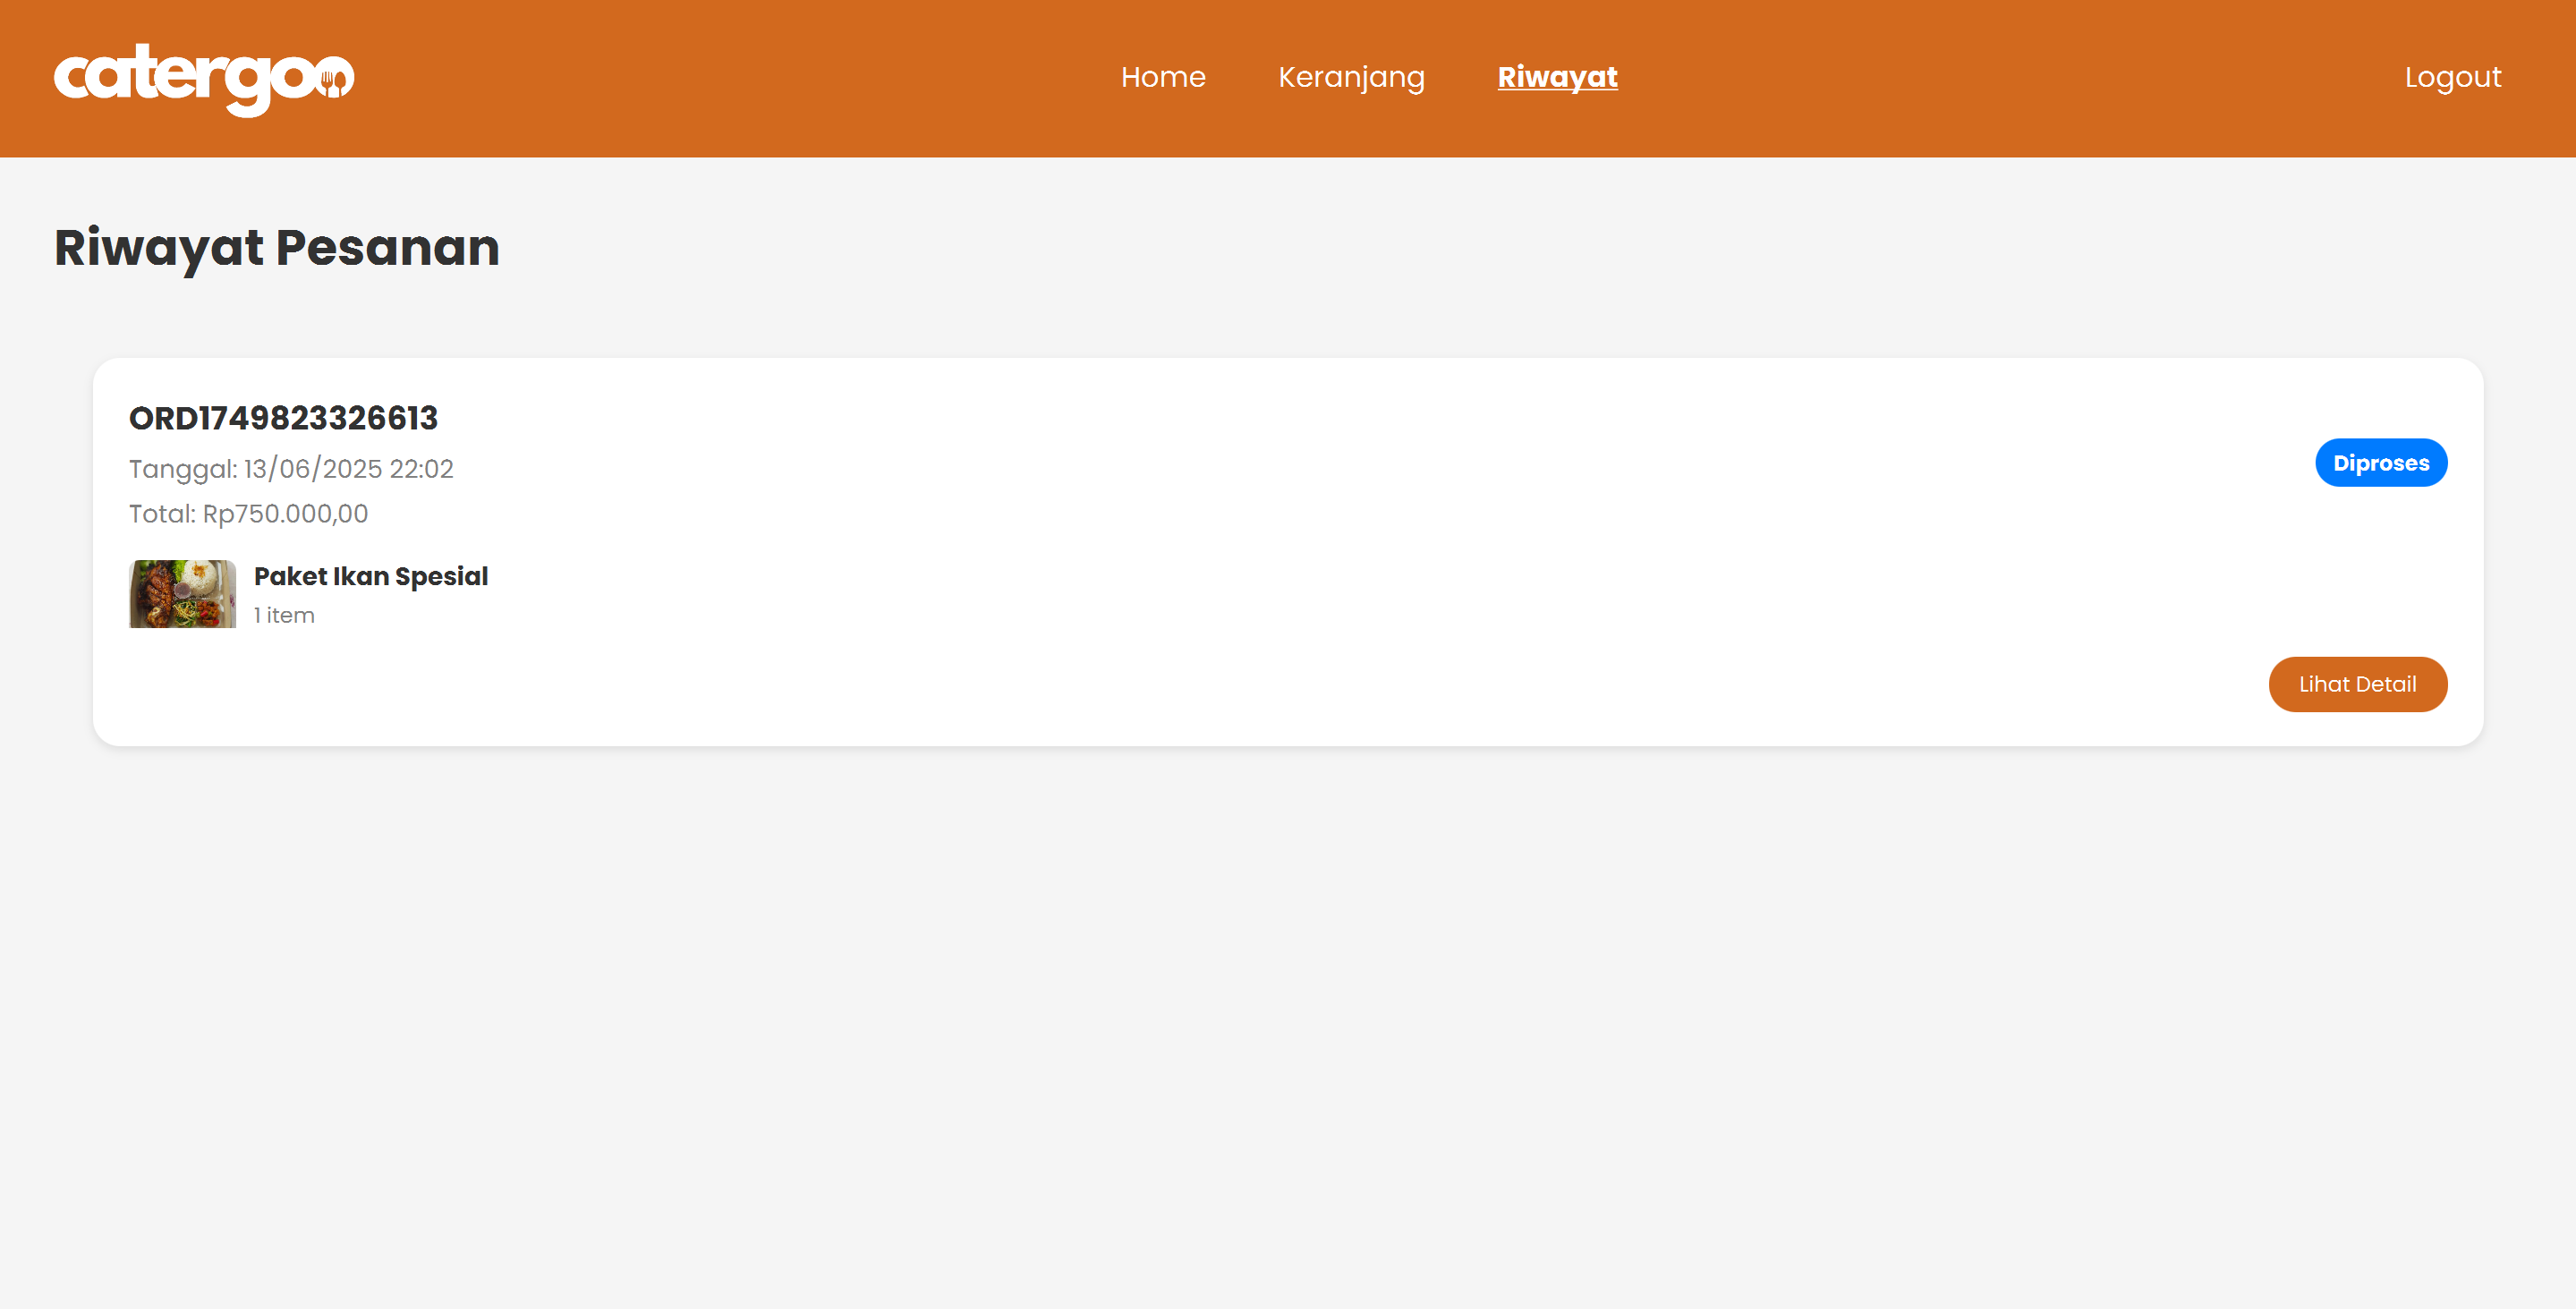 catergoo
Home Keranjang Riwayat Logout
Riwayat Pesanan
ORD1749823326613
Tanggal: 13/06/2025 22:02
Diproses
Total: Rp750.000,00
Paket Ikan Spesial
1 item
Lihat Detail